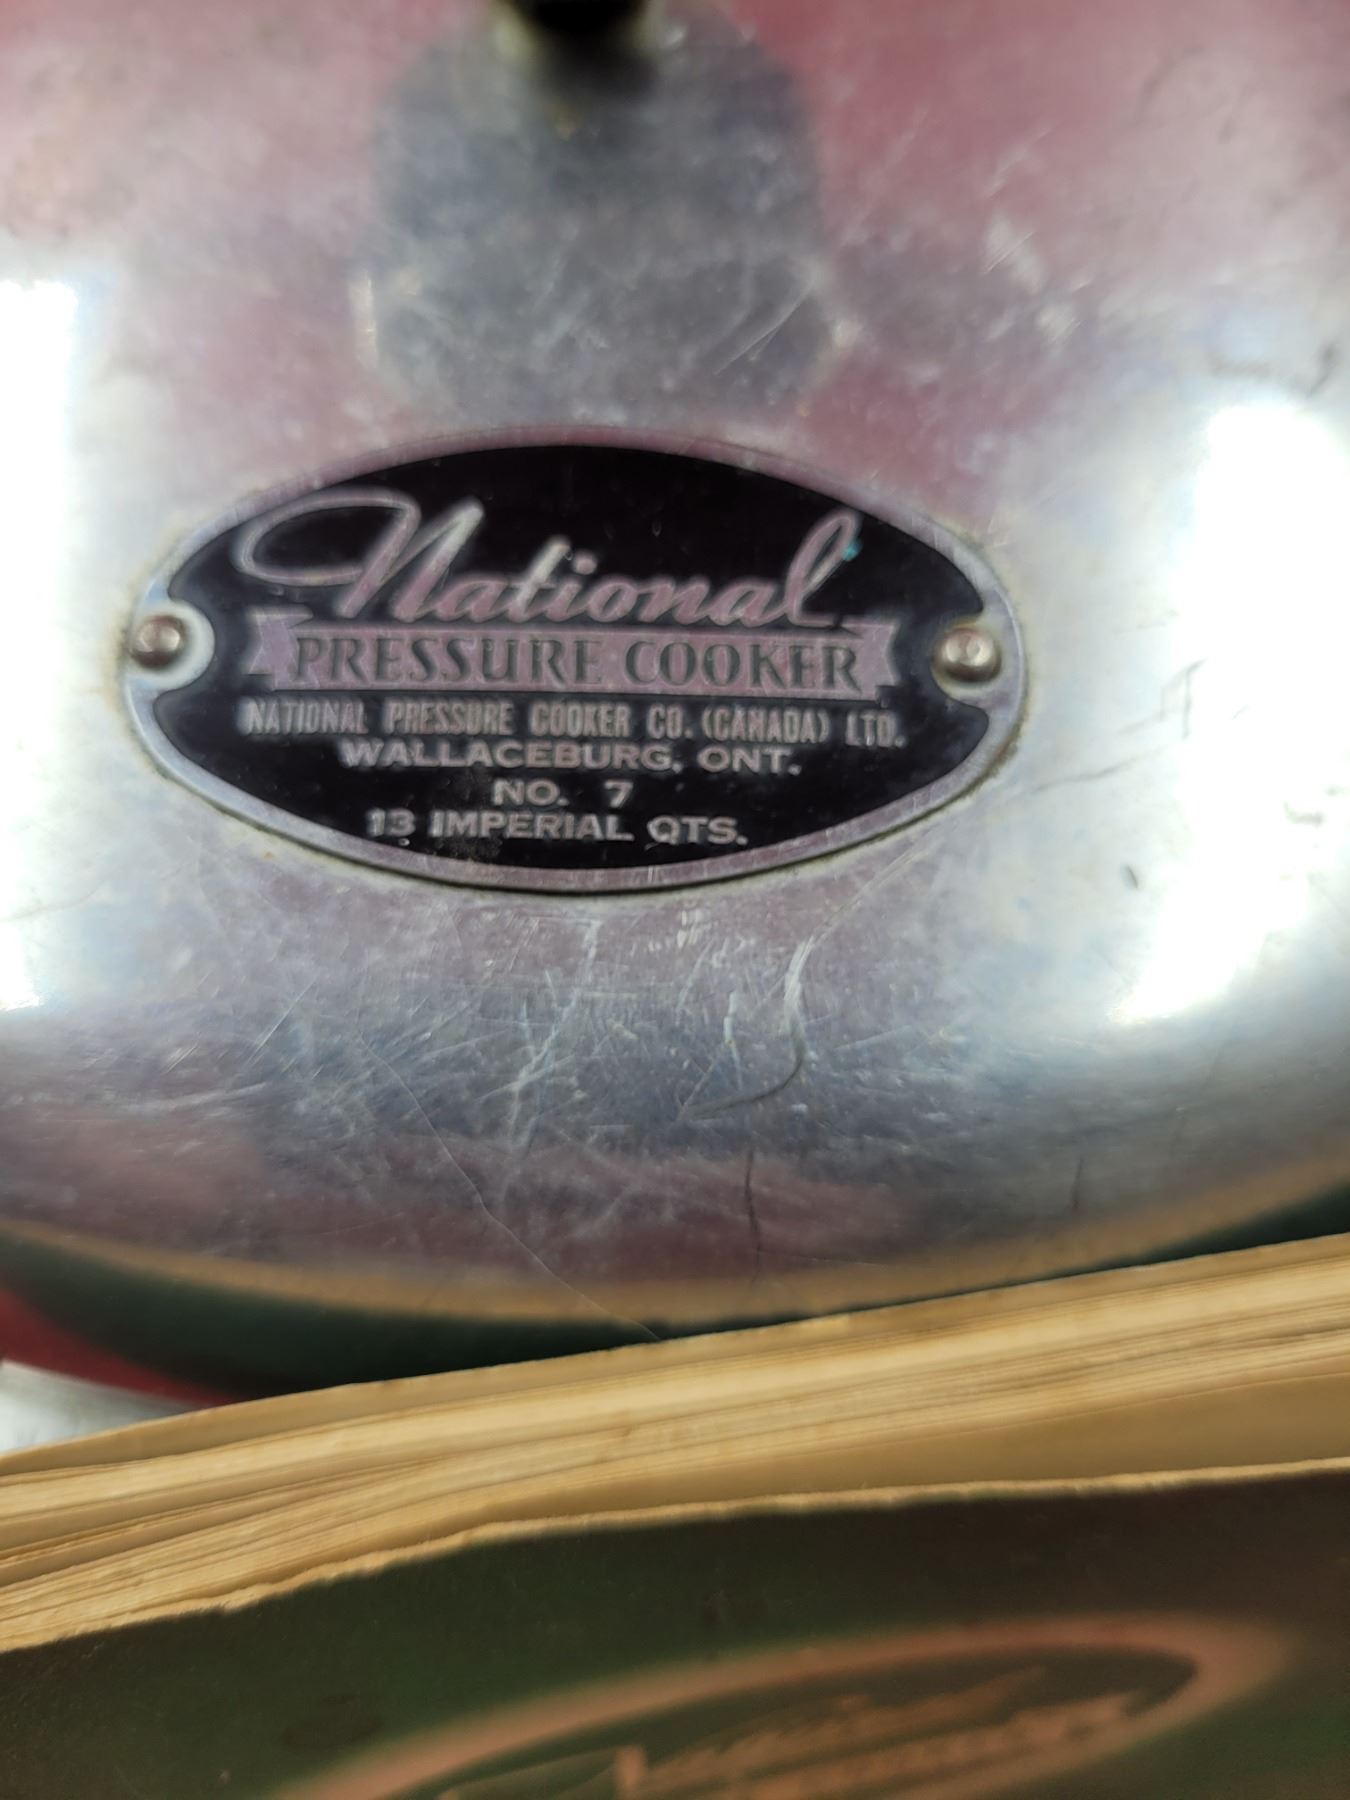 National
PRESSURE COOKER
NATIONAL PRESSURE COOKER CO. (CANADA) LTD.
WALLACEBURG, ONT.
NO. 7
13 IMPERIAL QTS.